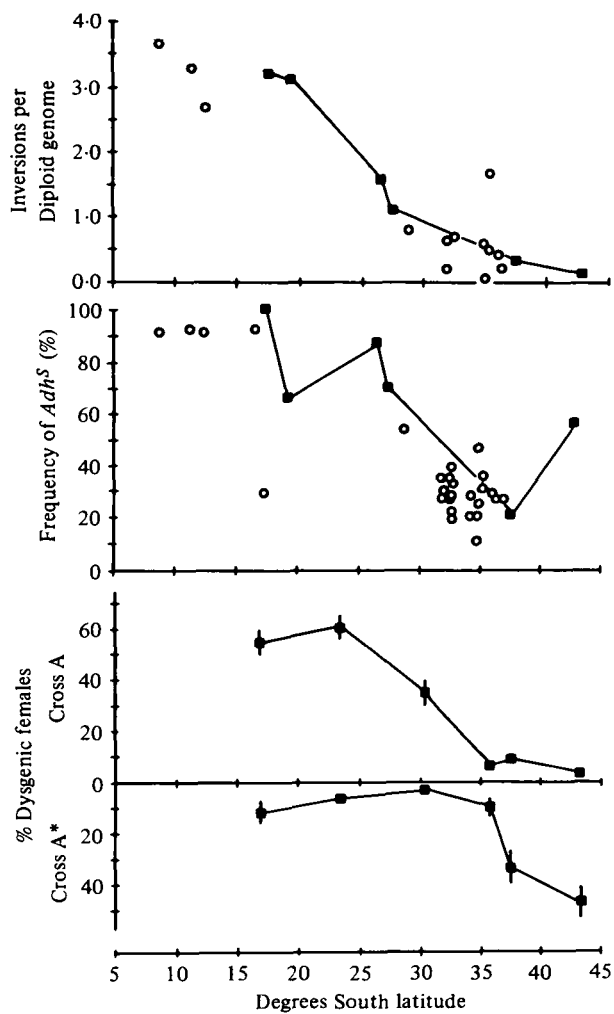 Inversions per
Diploid genome
4·0
3·0
2·0
1·0
0·0
Frequency of Adh^S (%)
100
80
60
40
20
0
% Dysgenic females
Cross A
60
40
20
0
Cross A*
20
40
5 10 15 20 25 30 35 40 45
Degrees South latitude